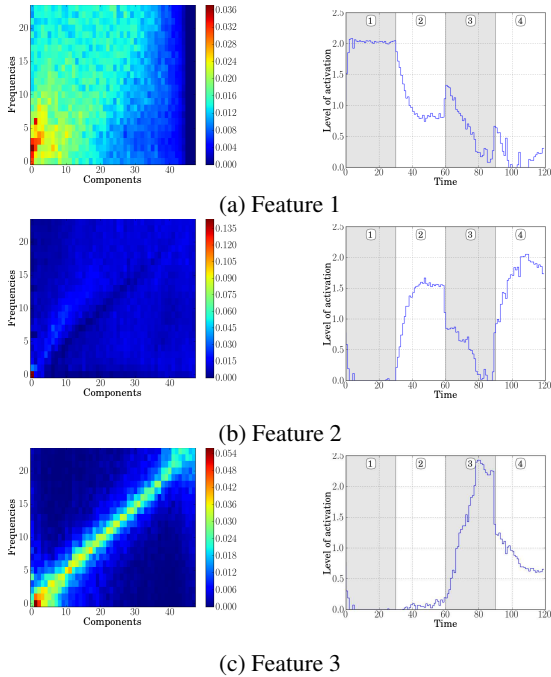 Frequencies
20
15
10
5
0
0 10 20 30 40
Components
0.036
0.032
0.028
0.024
0.020
0.016
0.012
0.008
0.004
0.000
Level of activation
2.5
2.0
1.5
1.0
0.5
0.0
1 2 3 4
0 20 40 60 80 100 120
Time
(a) Feature 1
Frequencies
20
15
10
5
0
0 10 20 30 40
Components
0.135
0.120
0.105
0.090
0.075
0.060
0.045
0.030
0.015
0.000
Level of activation
2.5
2.0
1.5
1.0
0.5
0.0
1 2 3 4
0 20 40 60 80 100 120
Time
(b) Feature 2
Frequencies
20
15
10
5
0
0 10 20 30 40
Components
0.054
0.048
0.042
0.036
0.030
0.024
0.018
0.012
0.006
0.000
Level of activation
2.5
2.0
1.5
1.0
0.5
0.0
1 2 3 4
0 20 40 60 80 100 120
Time
(c) Feature 3